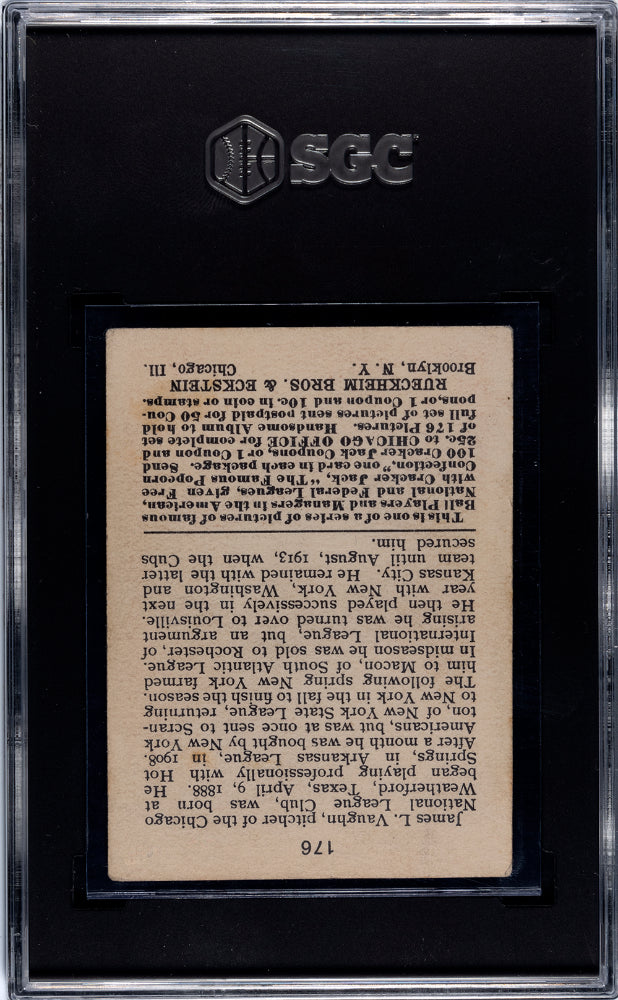 SGC
176
James L. Vaughn, pitcher of the Chicago
National League Club, was born at
Weatherford, Texas, April 9, 1888. He
began playing professionally with Hot
Springs, in Arkansas League, in 1908.
After a month he was bought by New York
Americans, but was at once sent to Scran-
ton, of New York State League, returning
to New York in the fall to finish the season.
The following spring New York farmed
him to Macon, of South Atlantic League.
In midseason he was sold to Rochester, of
International League, but an argument
arising he was turned over to Louisville.
He then played successively in the next
year with New York, Washington and
Kansas City. He remained with the latter
team until August, 1913, when the Cubs
secured him.
This is one of a series of pictures of famous
Ball Players and Managers in the American,
National and Federal Leagues, given Free
with Cracker Jack, "The Famous Popcorn
Confection," one card in each package. Send
100 Cracker Jack Coupons, or 1 Coupon and
25c. to CHICAGO OFFICE for complete set
of 176 Pictures. Handsome Album to hold
full set of pictures sent postpaid for 50 Cou-
pons, or 1 Coupon and 10c. in coin or stamps.
RUECKHEIM BROS. & ECKSTEIN
Brooklyn, N. Y. Chicago, Ill.